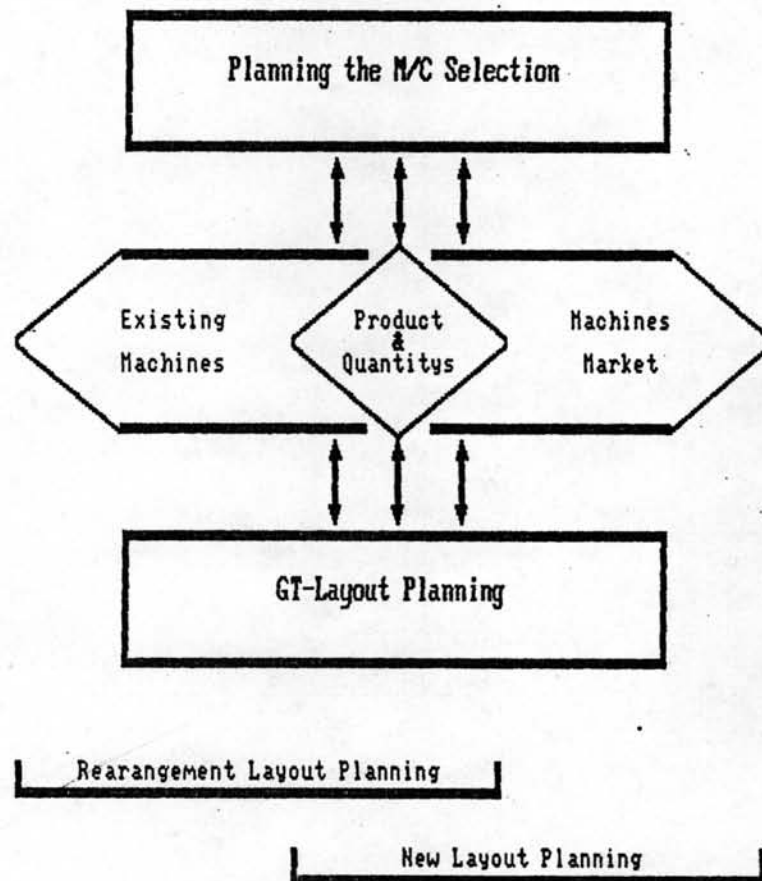 Planning the M/C Selection
Existing
Machines
Product
&
Quantitys
Machines
Market
GT-Layout Planning
Rearangement Layout Planning
New Layout Planning